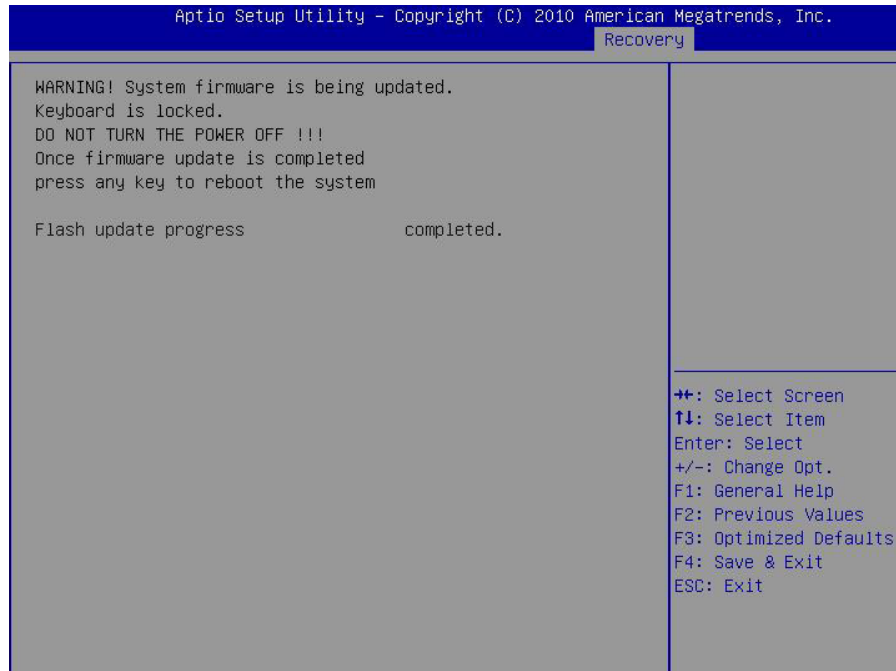 Aptio Setup Utility – Copyright (C) 2010 American Megatrends, Inc.
Recovery
WARNING! System firmware is being updated.
Keyboard is locked.
DO NOT TURN THE POWER OFF !!!
Once firmware update is completed
press any key to reboot the system
Flash update progress completed.
→←: Select Screen
↑↓: Select Item
Enter: Select
+/-: Change Opt.
F1: General Help
F2: Previous Values
F3: Optimized Defaults
F4: Save & Exit
ESC: Exit